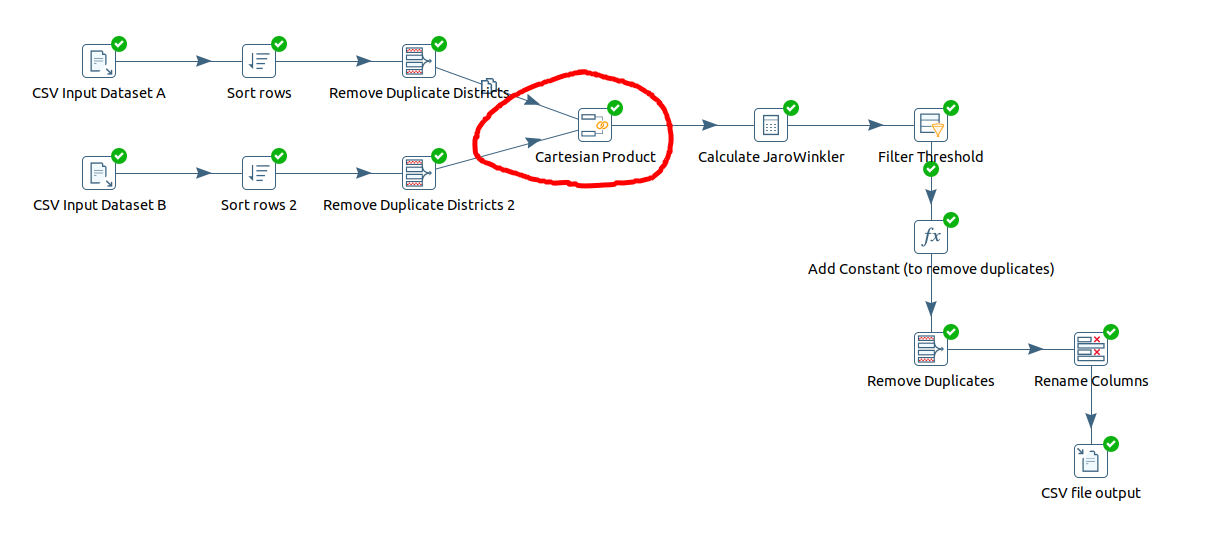 CSV Input Dataset A
Sort rows
Remove Duplicate Districts
Cartesian Product
Calculate JaroWinkler
Filter Threshold
CSV Input Dataset B
Sort rows 2
Remove Duplicate Districts 2
fx
Add Constant (to remove duplicates)
Remove Duplicates
Rename Columns
CSV file output